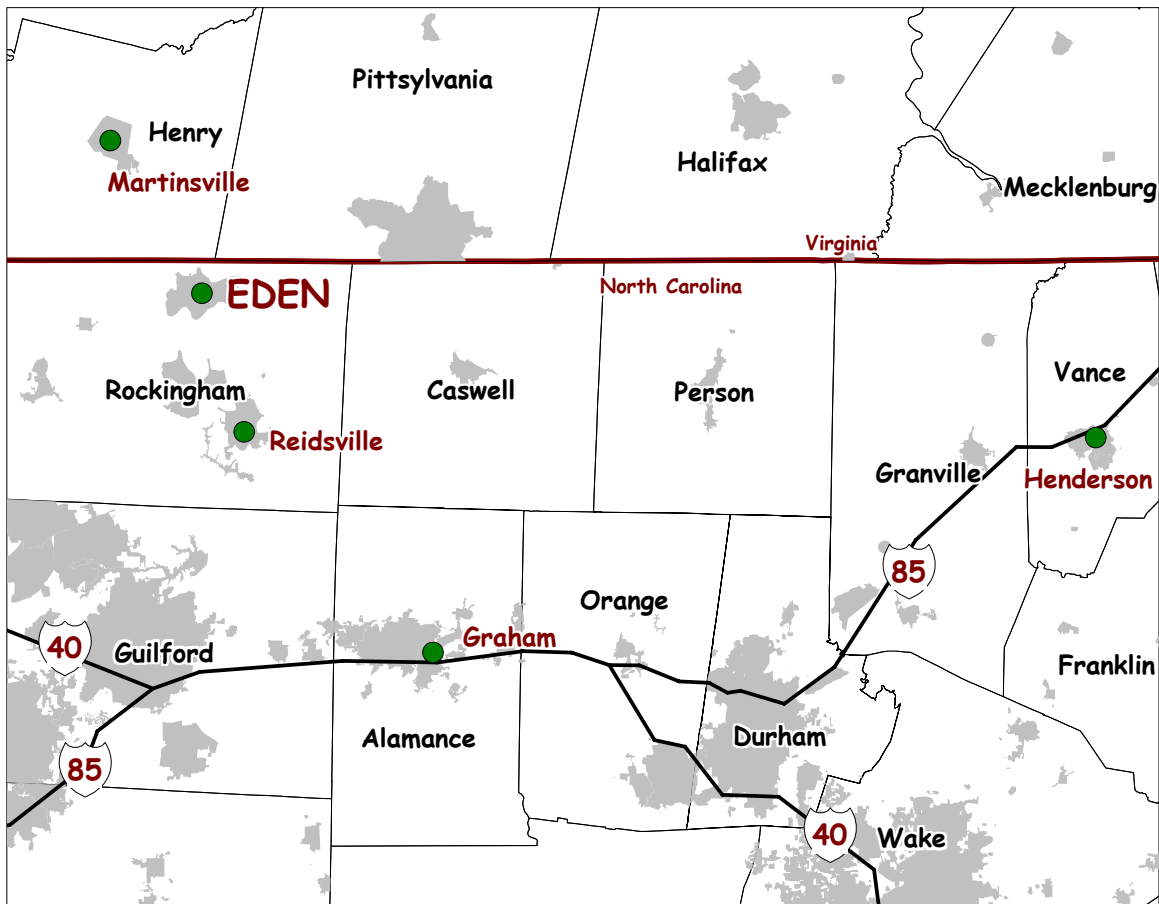 Pittsylvania
Henry
Halifax
Martinsville
Mecklenburg
Virginia
EDEN
North Carolina
Vance
Rockingham
Caswell
Person
Reidsville
Granville
Henderson
85
Orange
40
Guilford
Graham
Franklin
Alamance
Durham
85
40
Wake